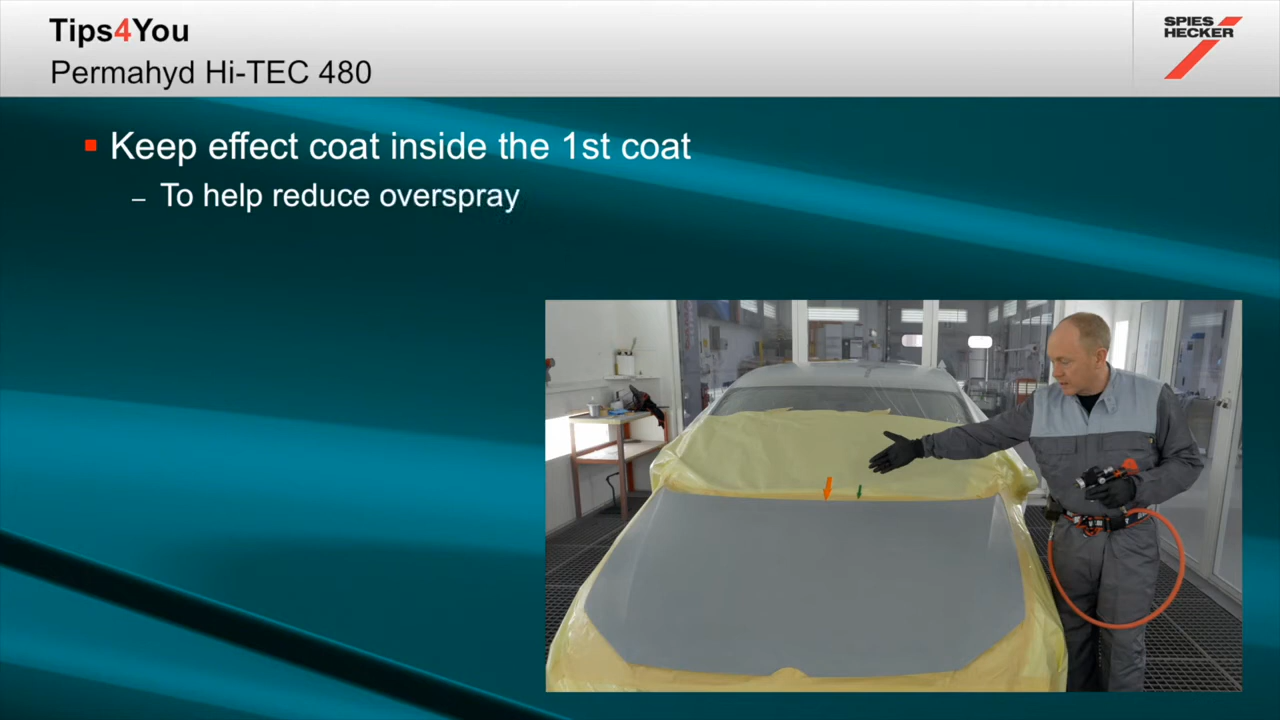 Tips4You
Permahyd Hi-TEC 480
SPIES
HECKER
Keep effect coat inside the 1st coat
– To help reduce overspray